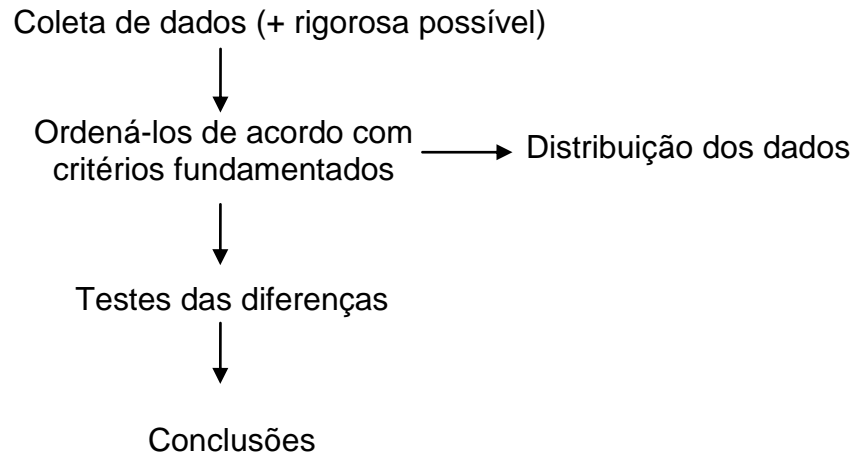 Coleta de dados (+ rigorosa possível)
Ordená-los de acordo com
critérios fundamentados
Distribuição dos dados
Testes das diferenças
Conclusões